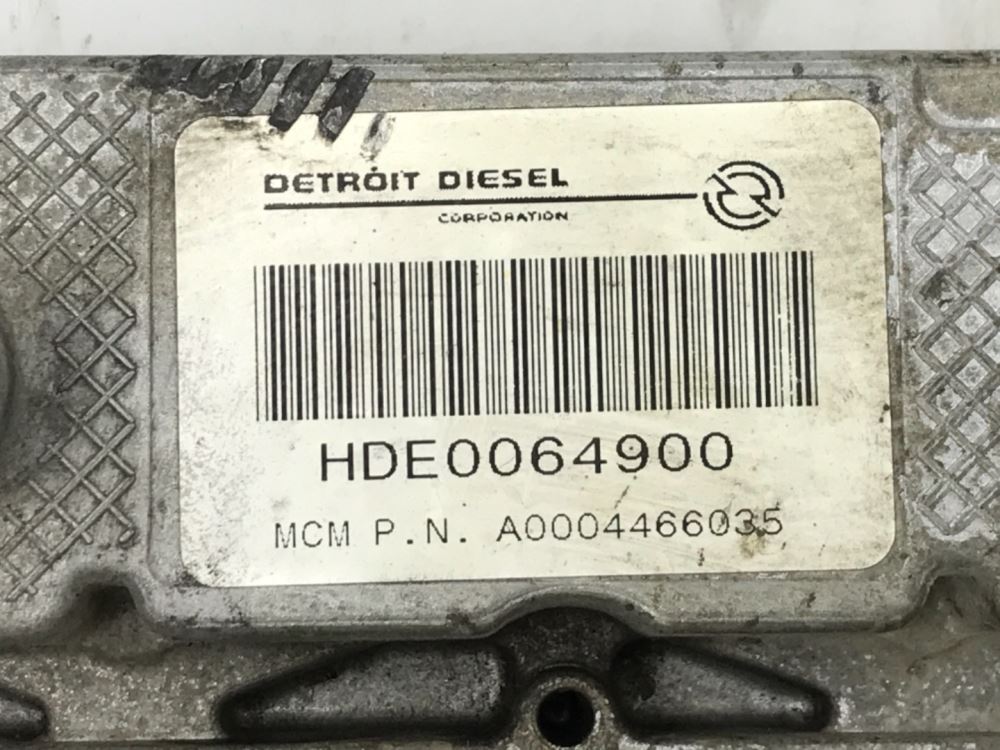 DETROIT DIESEL
CORPORATION
HDE0064900
MCM P.N. A0004466035